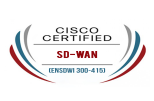 CISCO
CERTIFIED
SD-WAN
(ENSDWI 300-415)